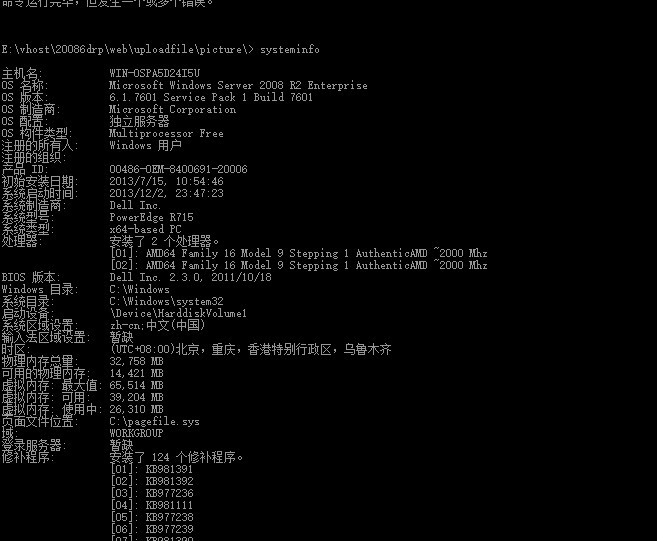 命令运行完毕，但发生一个或多个错误。
E:\vhost\20086drp\web\uploadfile\picture\> systeminfo
主机名: WIN-OSPA5D24I5U
OS 名称: Microsoft Windows Server 2008 R2 Enterprise
OS 版本: 6.1.7601 Service Pack 1 Build 7601
OS 制造商: Microsoft Corporation
OS 配置: 独立服务器
OS 构件类型: Multiprocessor Free
注册的所有人: Windows 用户
注册的组织:
产品 ID: 00486-OEM-8400691-20006
初始安装日期: 2013/7/15, 10:54:46
系统启动时间: 2013/12/2, 23:47:23
系统制造商: Dell Inc.
系统型号: PowerEdge R715
系统类型: x64-based PC
处理器: 安装了 2 个处理器。
[01]: AMD64 Family 16 Model 9 Stepping 1 AuthenticAMD ~2000 Mhz
[02]: AMD64 Family 16 Model 9 Stepping 1 AuthenticAMD ~2000 Mhz
BIOS 版本: Dell Inc. 2.3.0, 2011/10/18
Windows 目录: C:\Windows
系统目录: C:\Windows\system32
启动设备: \Device\HarddiskVolume1
系统区域设置: zh-cn;中文(中国)
输入法区域设置: 暂缺
时区: (UTC+08:00)北京，重庆，香港特别行政区，乌鲁木齐
物理内存总量: 32,758 MB
可用的物理内存: 14,421 MB
虚拟内存: 最大值: 65,514 MB
虚拟内存: 可用: 39,204 MB
虚拟内存: 使用中: 26,310 MB
页面文件位置: C:\pagefile.sys
域: WORKGROUP
登录服务器: 暂缺
修补程序: 安装了 124 个修补程序。
[01]: KB981391
[02]: KB981392
[03]: KB977236
[04]: KB981111
[05]: KB977238
[06]: KB977239
[07]: KB981390